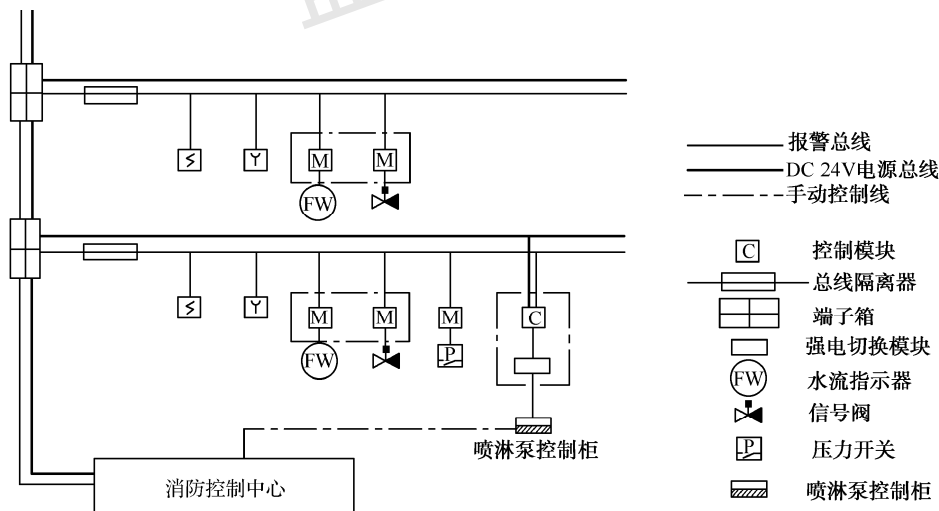 报警总线
DC 24V电源总线
手动控制线
M M
FW
C 控制模块
总线隔离器
端子箱
M M M C
强电切换模块
FW P
FW 水流指示器
信号阀
喷淋泵控制柜
P 压力开关
消防控制中心
喷淋泵控制柜